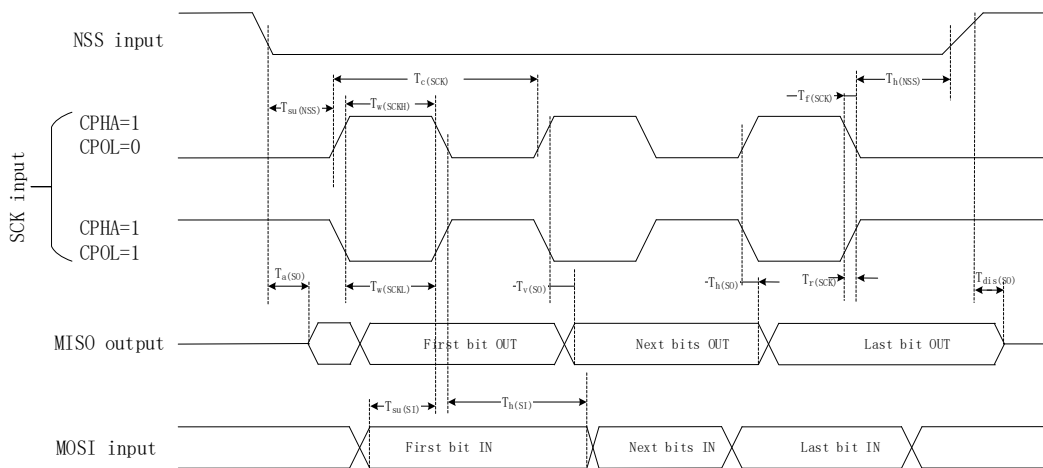 NSS input
Tc(SCK)
Th(NSS)
Tsu(NSS)
Tw(SCKH)
Tf(SCK)
CPHA=1
CPOL=0
SCK input
CPHA=1
CPOL=1
Ta(SO)
Tw(SCKL)
Tv(SO)
Th(SO)
Tr(SCK)
Tdis(SO)
MISO output
First bit OUT
Next bits OUT
Last bit OUT
Tsu(SI)
Th(SI)
MOSI input
First bit IN
Next bits IN
Last bit IN